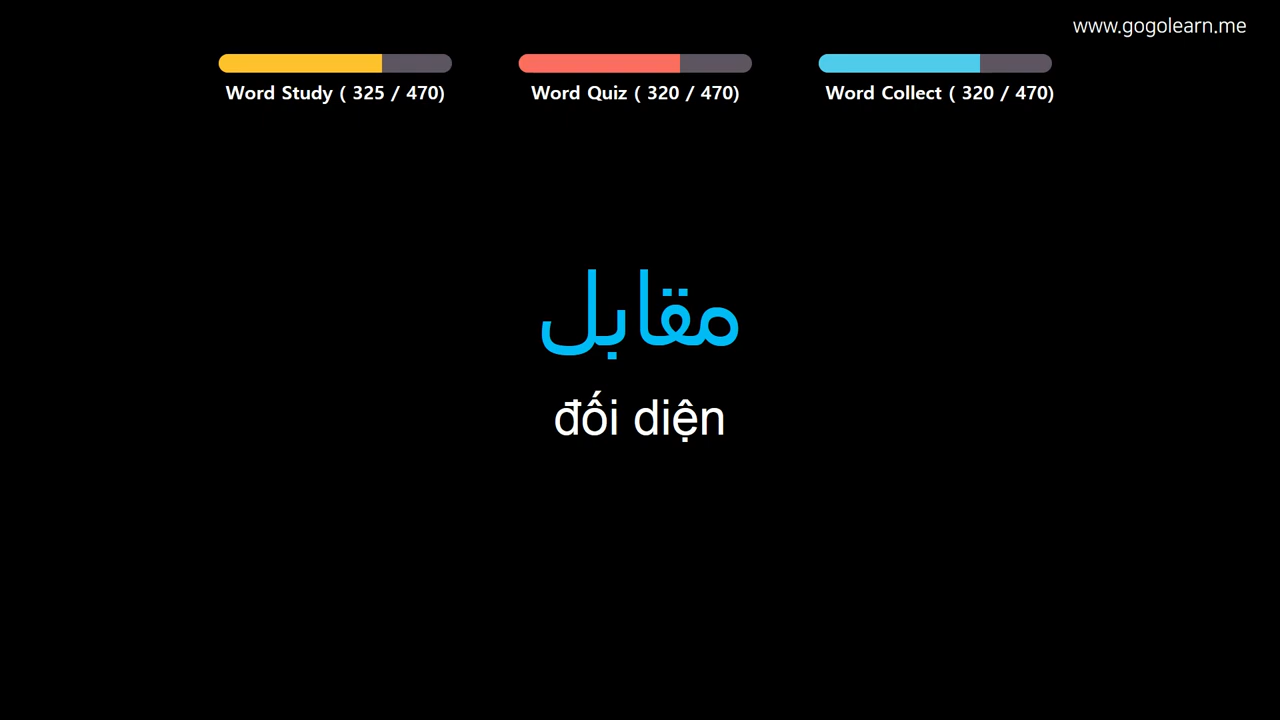 www.gogolearn.me
Word Study ( 325 / 470)
Word Quiz ( 320 / 470)
Word Collect ( 320 / 470)
مقابل
đối diện